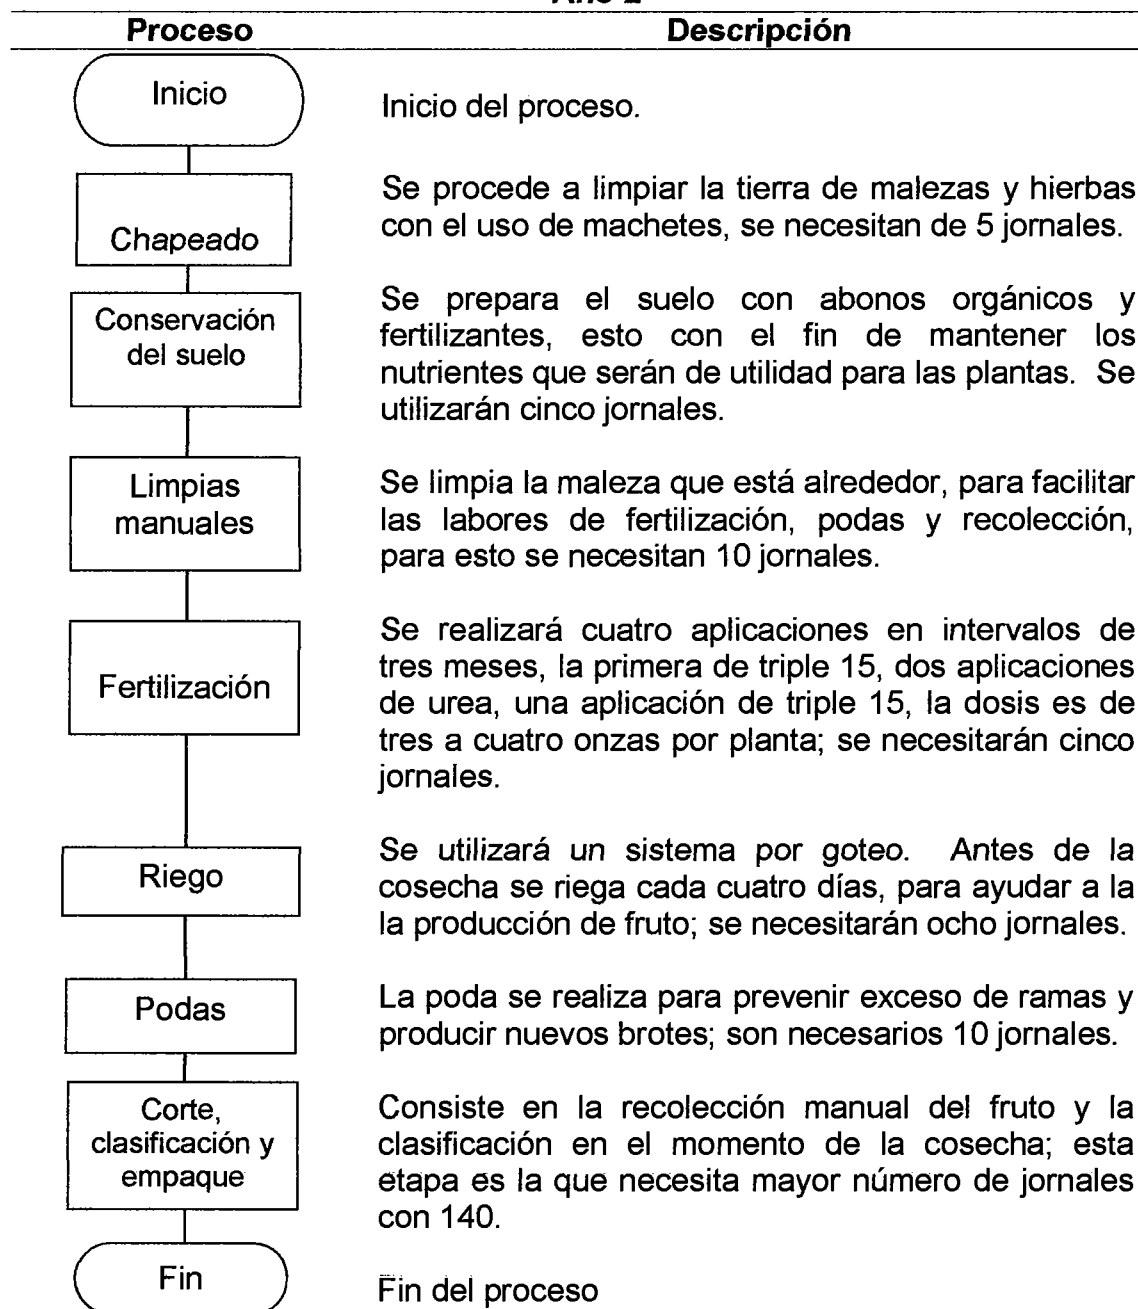 Proceso Descripción
Inicio
Inicio del proceso.
Chapeado
Se procede a limpiar la tierra de malezas y hierbas
con el uso de machetes, se necesitan de 5 jornales.
Conservación
del suelo
Se prepara el suelo con abonos orgánicos y
fertilizantes, esto con el fin de mantener los
nutrientes que serán de utilidad para las plantas. Se
utilizarán cinco jornales.
Limpias
manuales
Se limpia la maleza que está alrededor, para facilitar
las labores de fertilización, podas y recolección,
para esto se necesitan 10 jornales.
Fertilización
Se realizará cuatro aplicaciones en intervalos de
tres meses, la primera de triple 15, dos aplicaciones
de urea, una aplicación de triple 15, la dosis es de
tres a cuatro onzas por planta; se necesitarán cinco
jornales.
Riego
Se utilizará un sistema por goteo. Antes de la
cosecha se riega cada cuatro días, para ayudar a la
la producción de fruto; se necesitarán ocho jornales.
Podas
La poda se realiza para prevenir exceso de ramas y
producir nuevos brotes; son necesarios 10 jornales.
Corte,
clasificación y
empaque
Consiste en la recolección manual del fruto y la
clasificación en el momento de la cosecha; esta
etapa es la que necesita mayor número de jornales
con 140.
Fin
Fin del proceso